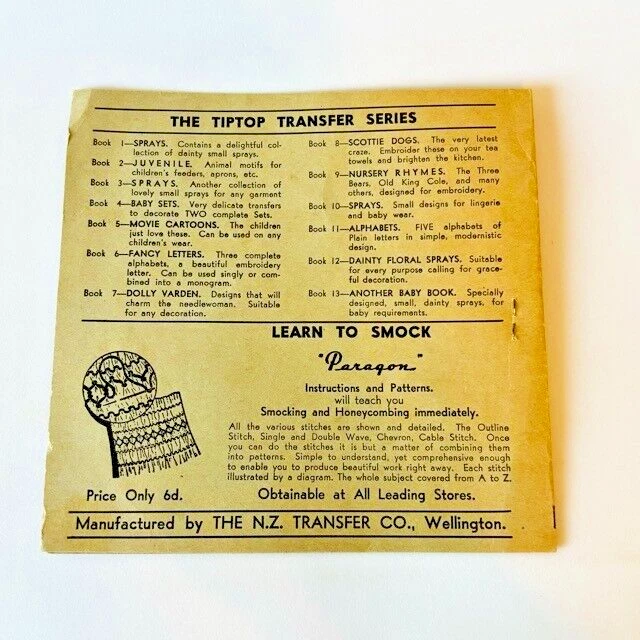 THE TIPTOP TRANSFER SERIES
Book 1—SPRAYS. Contains a delightful col-
lection of dainty small sprays.
Book 2—JUVENILE. Animal motifs for
children's feeders, aprons, etc.
Book 3—SPRAYS. Another collection of
lovely small sprays for any garment
Book 4—BABY SETS. Very delicate transfers
to decorate TWO complete Sets.
Book 5—MOVIE CARTOONS. The children
just love these. Can be used on any
children's wear.
Book 6—FANCY LETTERS. Three complete
alphabets, a beautiful embroidery
letter. Can be used singly or com-
bined into a monogram.
Book 7—DOLLY VARDEN. Designs that will
charm the needlewoman. Suitable
for any decoration.
Book 8—SCOTTIE DOGS. The very latest
craze. Embroider these on your tea
towels and brighten the kitchen.
Book 9—NURSERY RHYMES. The Three
Bears, Old King Cole, and many
others, designed for embroidery.
Book 10—SPRAYS. Small designs for lingerie
and baby wear.
Book 11—ALPHABETS. FIVE alphabets of
Plain letters in simple, modernistic
design.
Book 12—DAINTY FLORAL SPRAYS. Suitable
for every purpose calling for grace-
ful decoration.
Book 13—ANOTHER BABY BOOK. Specially
designed, small, dainty sprays, for
baby requirements.
LEARN TO SMOCK
"Paragon"
Instructions and Patterns.
will teach you
Smocking and Honeycombing immediately.
All the various stitches are shown and detailed. The Outline
Stitch, Single and Double Wave, Chevron, Cable Stitch. Once
you can do the stitches it is but a matter of combining them
into patterns. Simple to understand, yet comprehensive enough
to enable you to produce beautiful work right away. Each stitch
illustrated by a diagram. The whole subject covered from A to Z.
Price Only 6d. Obtainable at All Leading Stores.
Manufactured by THE N.Z. TRANSFER CO., Wellington.